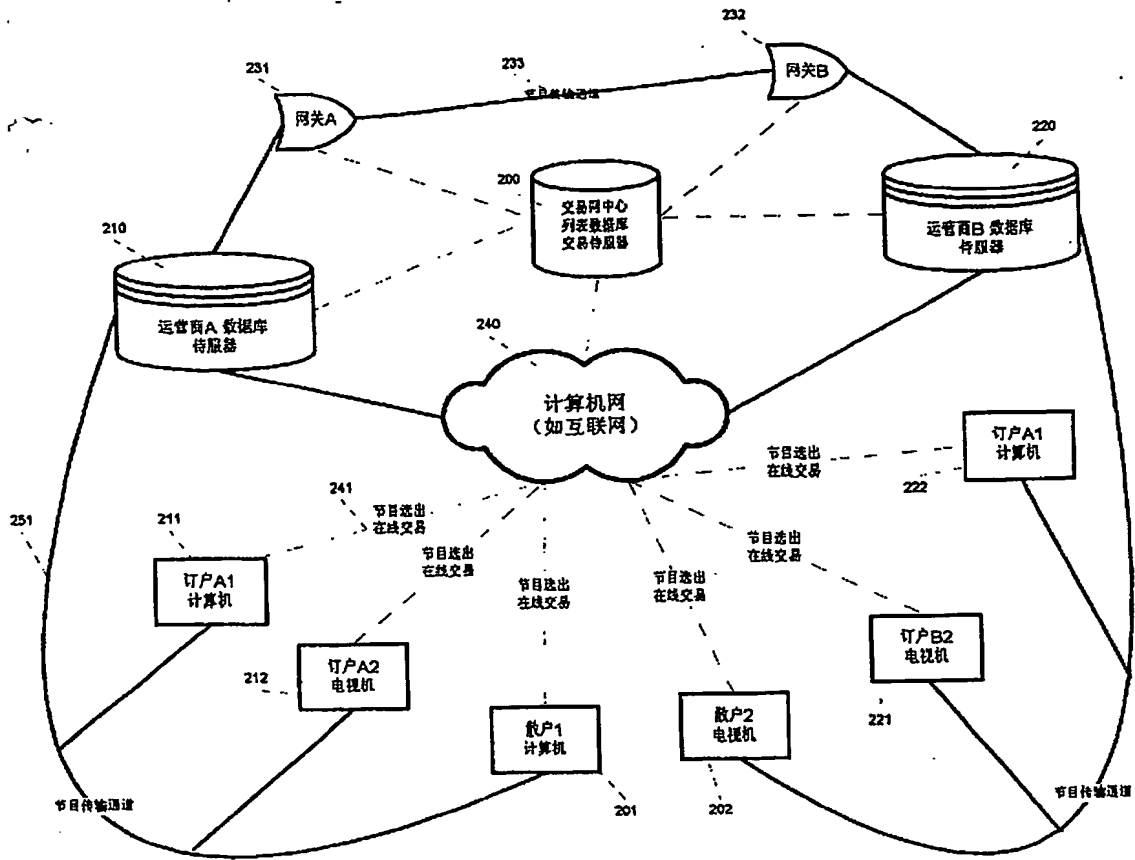 232
231
233
网关B
节目传输通道
网关A
220
200
交易网中心
列表数据库
交易待服器
210
运营商B 数据库
待服器
运营商A 数据库
待服器
240
计算机网
（如互联网）
订户A1
计算机
节目选出
在线交易
222
241
节目选出
在线交易
251
211
节目选出
在线交易
节目选出
在线交易
订户A1
计算机
节目选出
在线交易
节目选出
在线交易
订户A2
电视机
212
订户B2
电视机
221
散户1
计算机
散户2
电视机
201
202
节目传输通道
节目传输通道